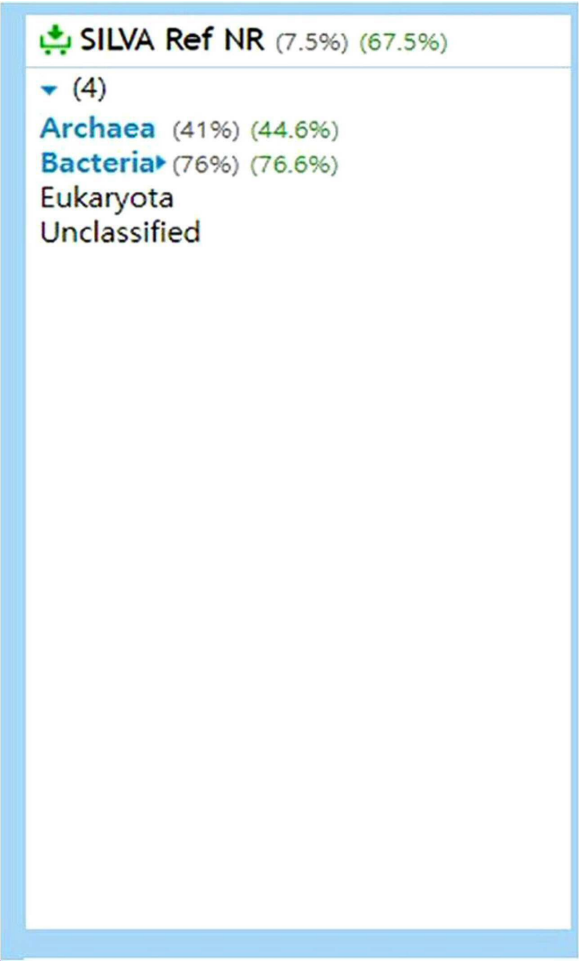 SILVA Ref NR (7.5%) (67.5%)
(4)
Archaea (41%) (44.6%)
Bacteria (76%) (76.6%)
Eukaryota
Unclassified